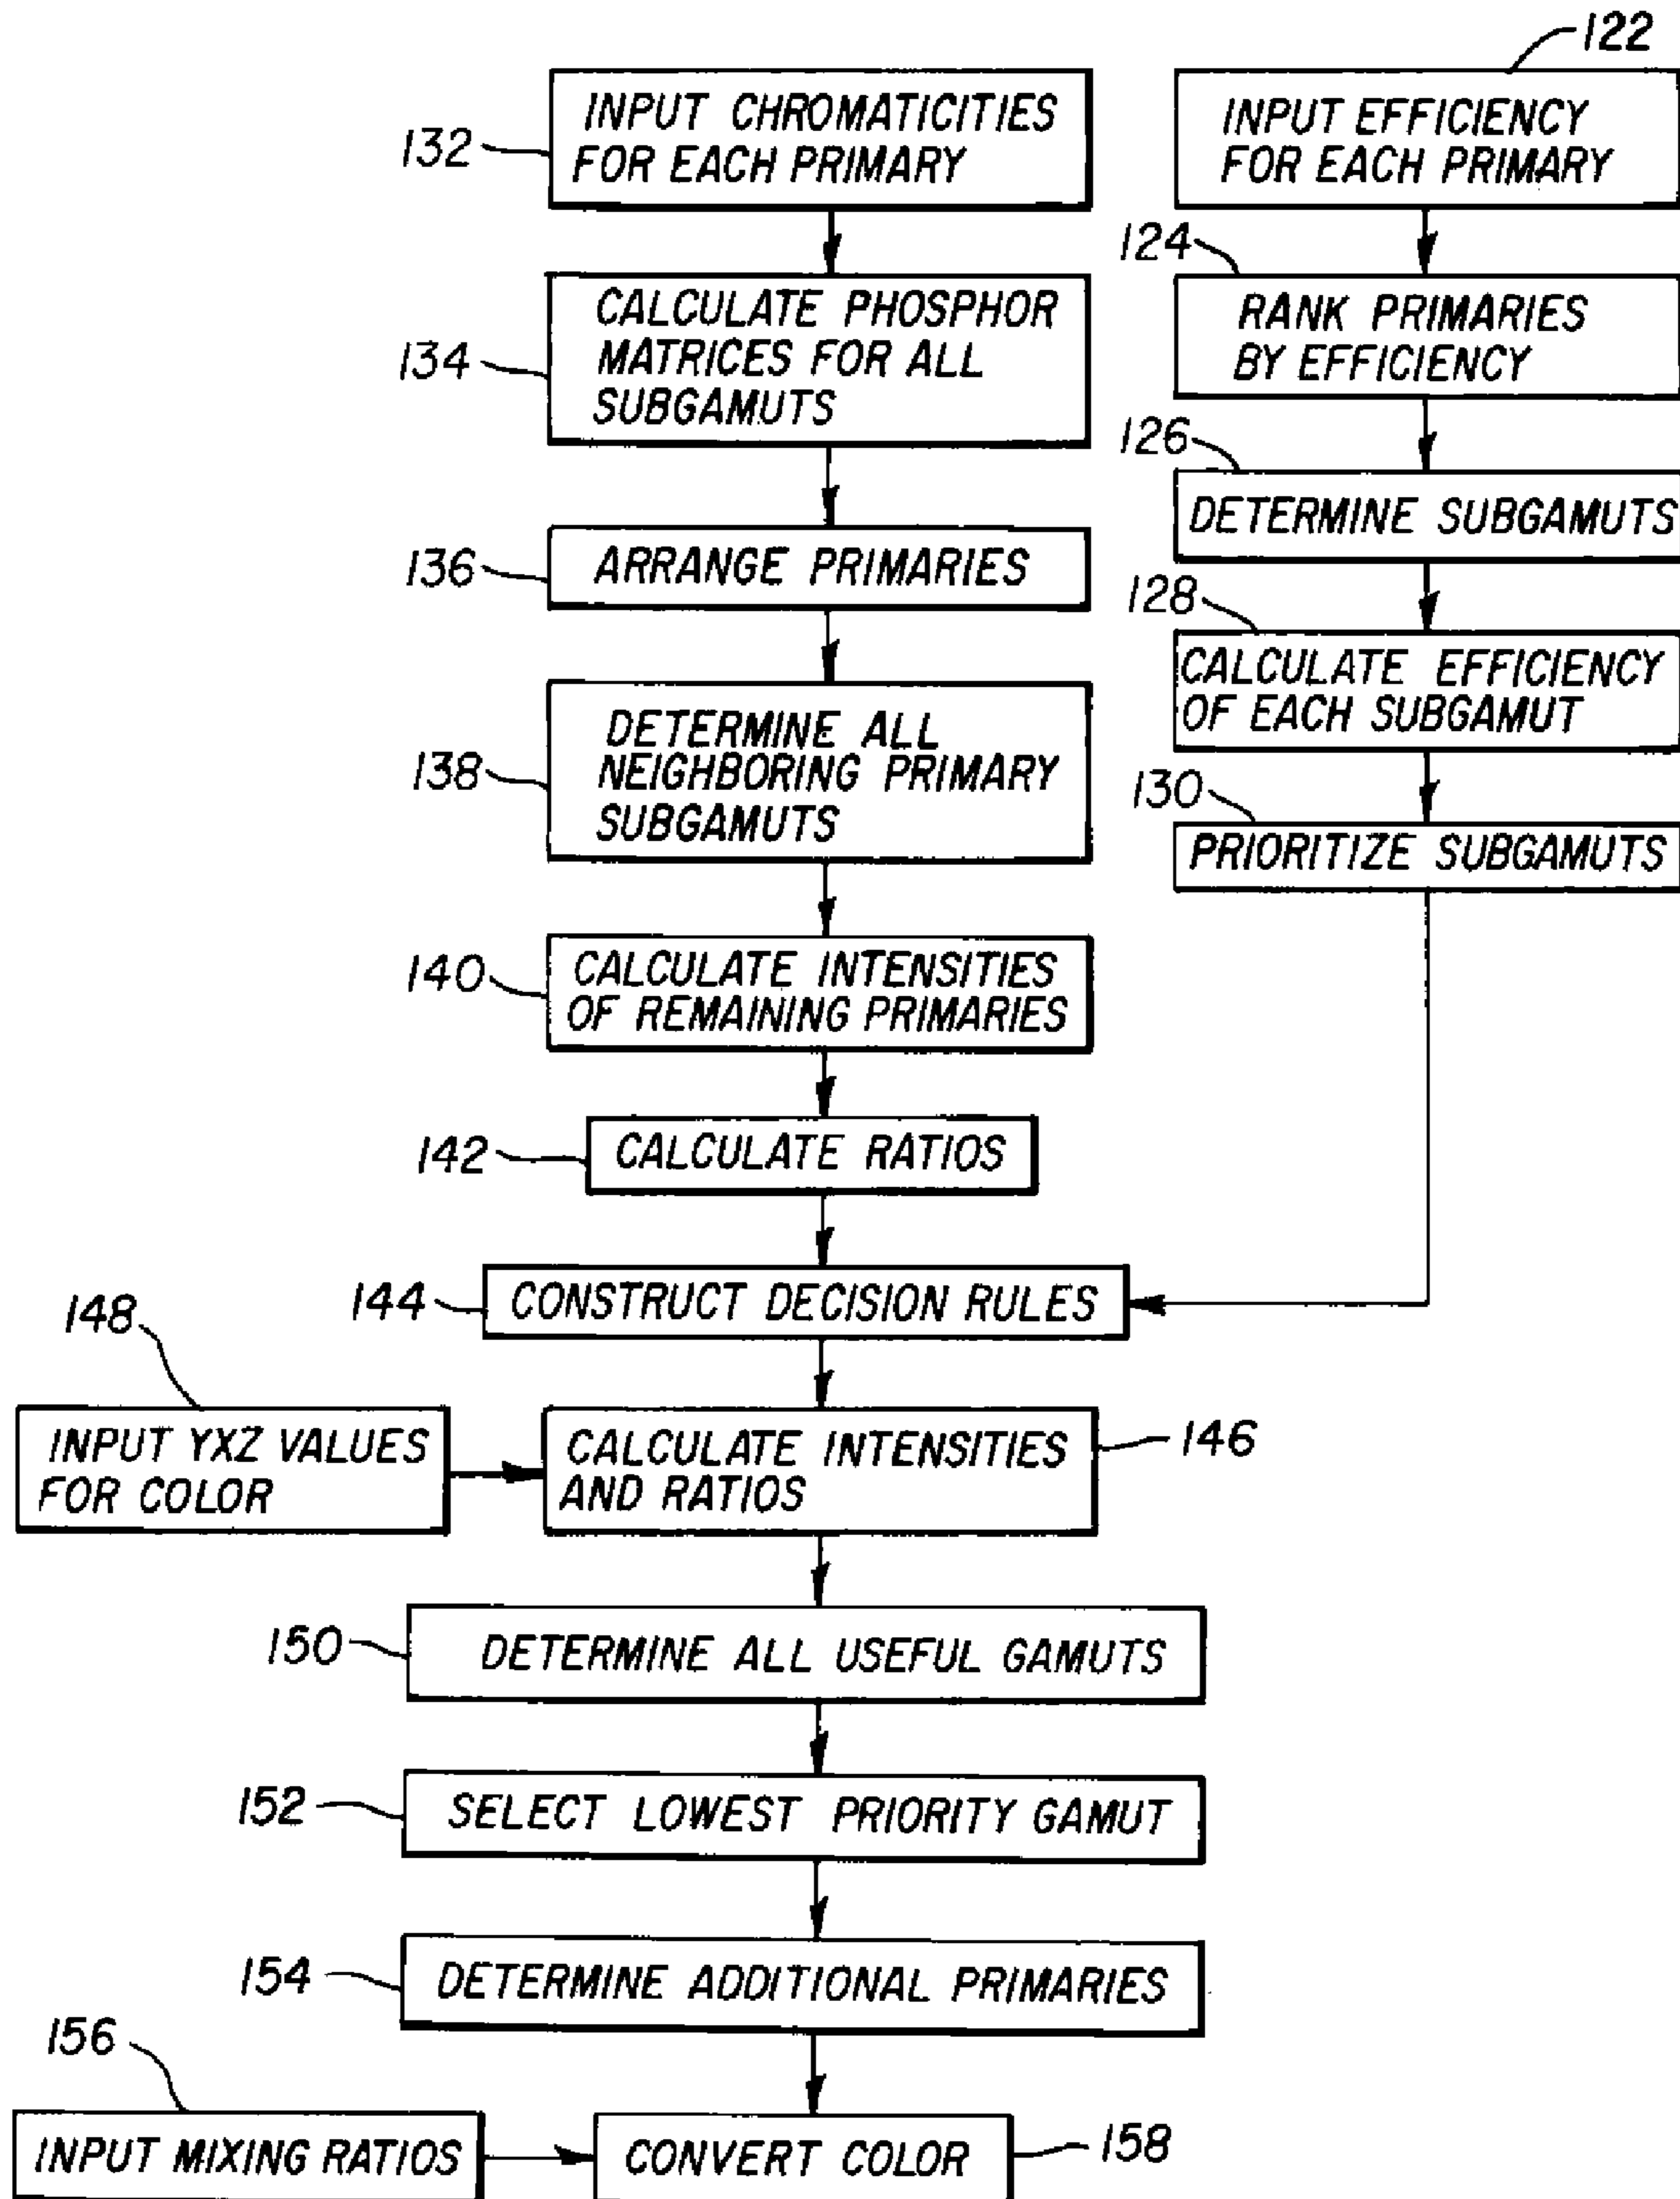 122
INPUT CHROMATICITIES
FOR EACH PRIMARY
132
INPUT EFFICIENCY
FOR EACH PRIMARY
124
CALCULATE PHOSPHOR
MATRICES FOR ALL
SUBGAMUTS
134
RANK PRIMARIES
BY EFFICIENCY
126
DETERMINE SUBGAMUTS
136
ARRANGE PRIMARIES
128
CALCULATE EFFICIENCY
OF EACH SUBGAMUT
138
DETERMINE ALL
NEIGHBORING PRIMARY
SUBGAMUTS
130
PRIORITIZE SUBGAMUTS
140
CALCULATE INTENSITIES
OF REMAINING PRIMARIES
142
CALCULATE RATIOS
144
CONSTRUCT DECISION RULES
148
INPUT YXZ VALUES
FOR COLOR
CALCULATE INTENSITIES
AND RATIOS
146
150
DETERMINE ALL USEFUL GAMUTS
152
SELECT LOWEST PRIORITY GAMUT
154
DETERMINE ADDITIONAL PRIMARIES
156
INPUT MIXING RATIOS
CONVERT COLOR
158